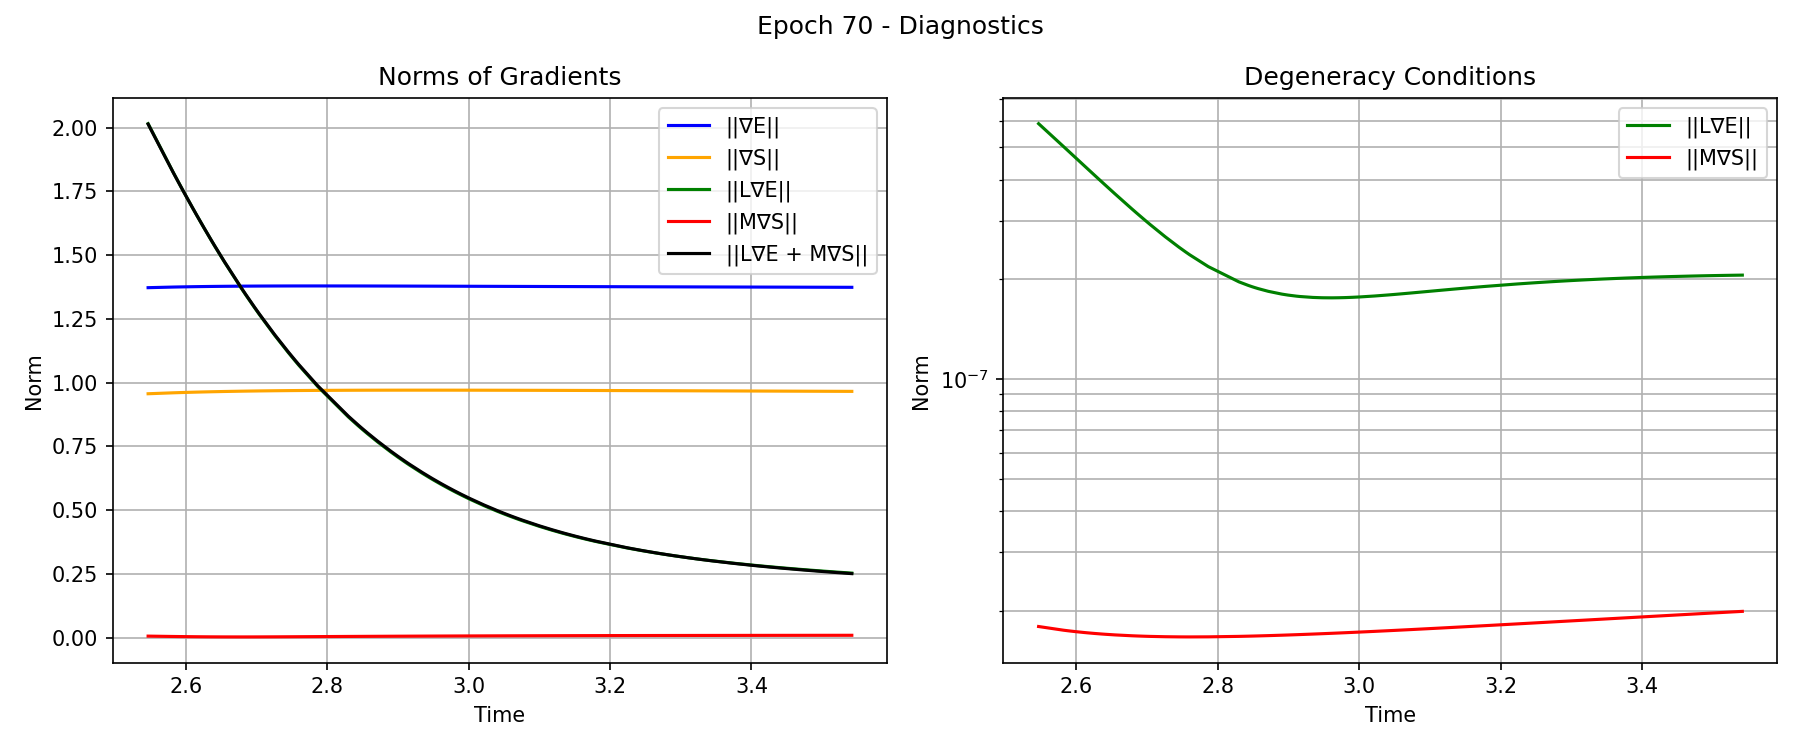 Epoch 70 - Diagnostics
Norms of Gradients
2.00
1.75
1.50
1.25
1.00
0.75
0.50
0.25
0.00
Norm
2.6
2.8
3.0
3.2
3.4
Time
||∇E||
||∇S||
||L∇E||
||M∇S||
||L∇E + M∇S||
Degeneracy Conditions
10⁻⁷
Norm
2.6
2.8
3.0
3.2
3.4
Time
||L∇E||
||M∇S||